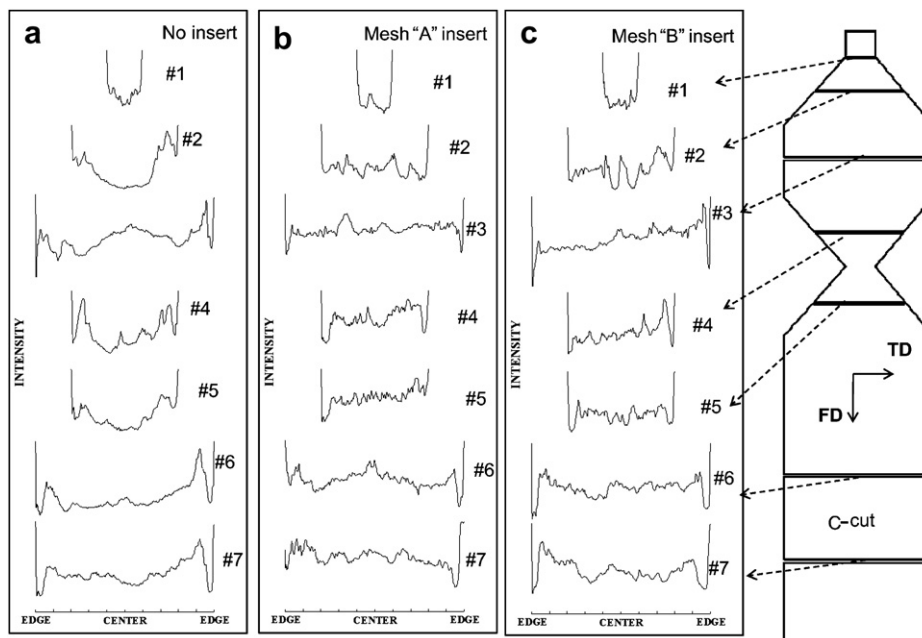 a
No insert
#1
#2
#3
#4
#5
#6
#7
INTENSITY
EDGE CENTER EDGE
b
Mesh "A" insert
#1
#2
#3
#4
#5
#6
#7
INTENSITY
EDGE CENTER EDGE
c
Mesh "B" insert
#1
#2
#3
#4
#5
#6
#7
INTENSITY
EDGE CENTER EDGE
TD
FD
C-cut